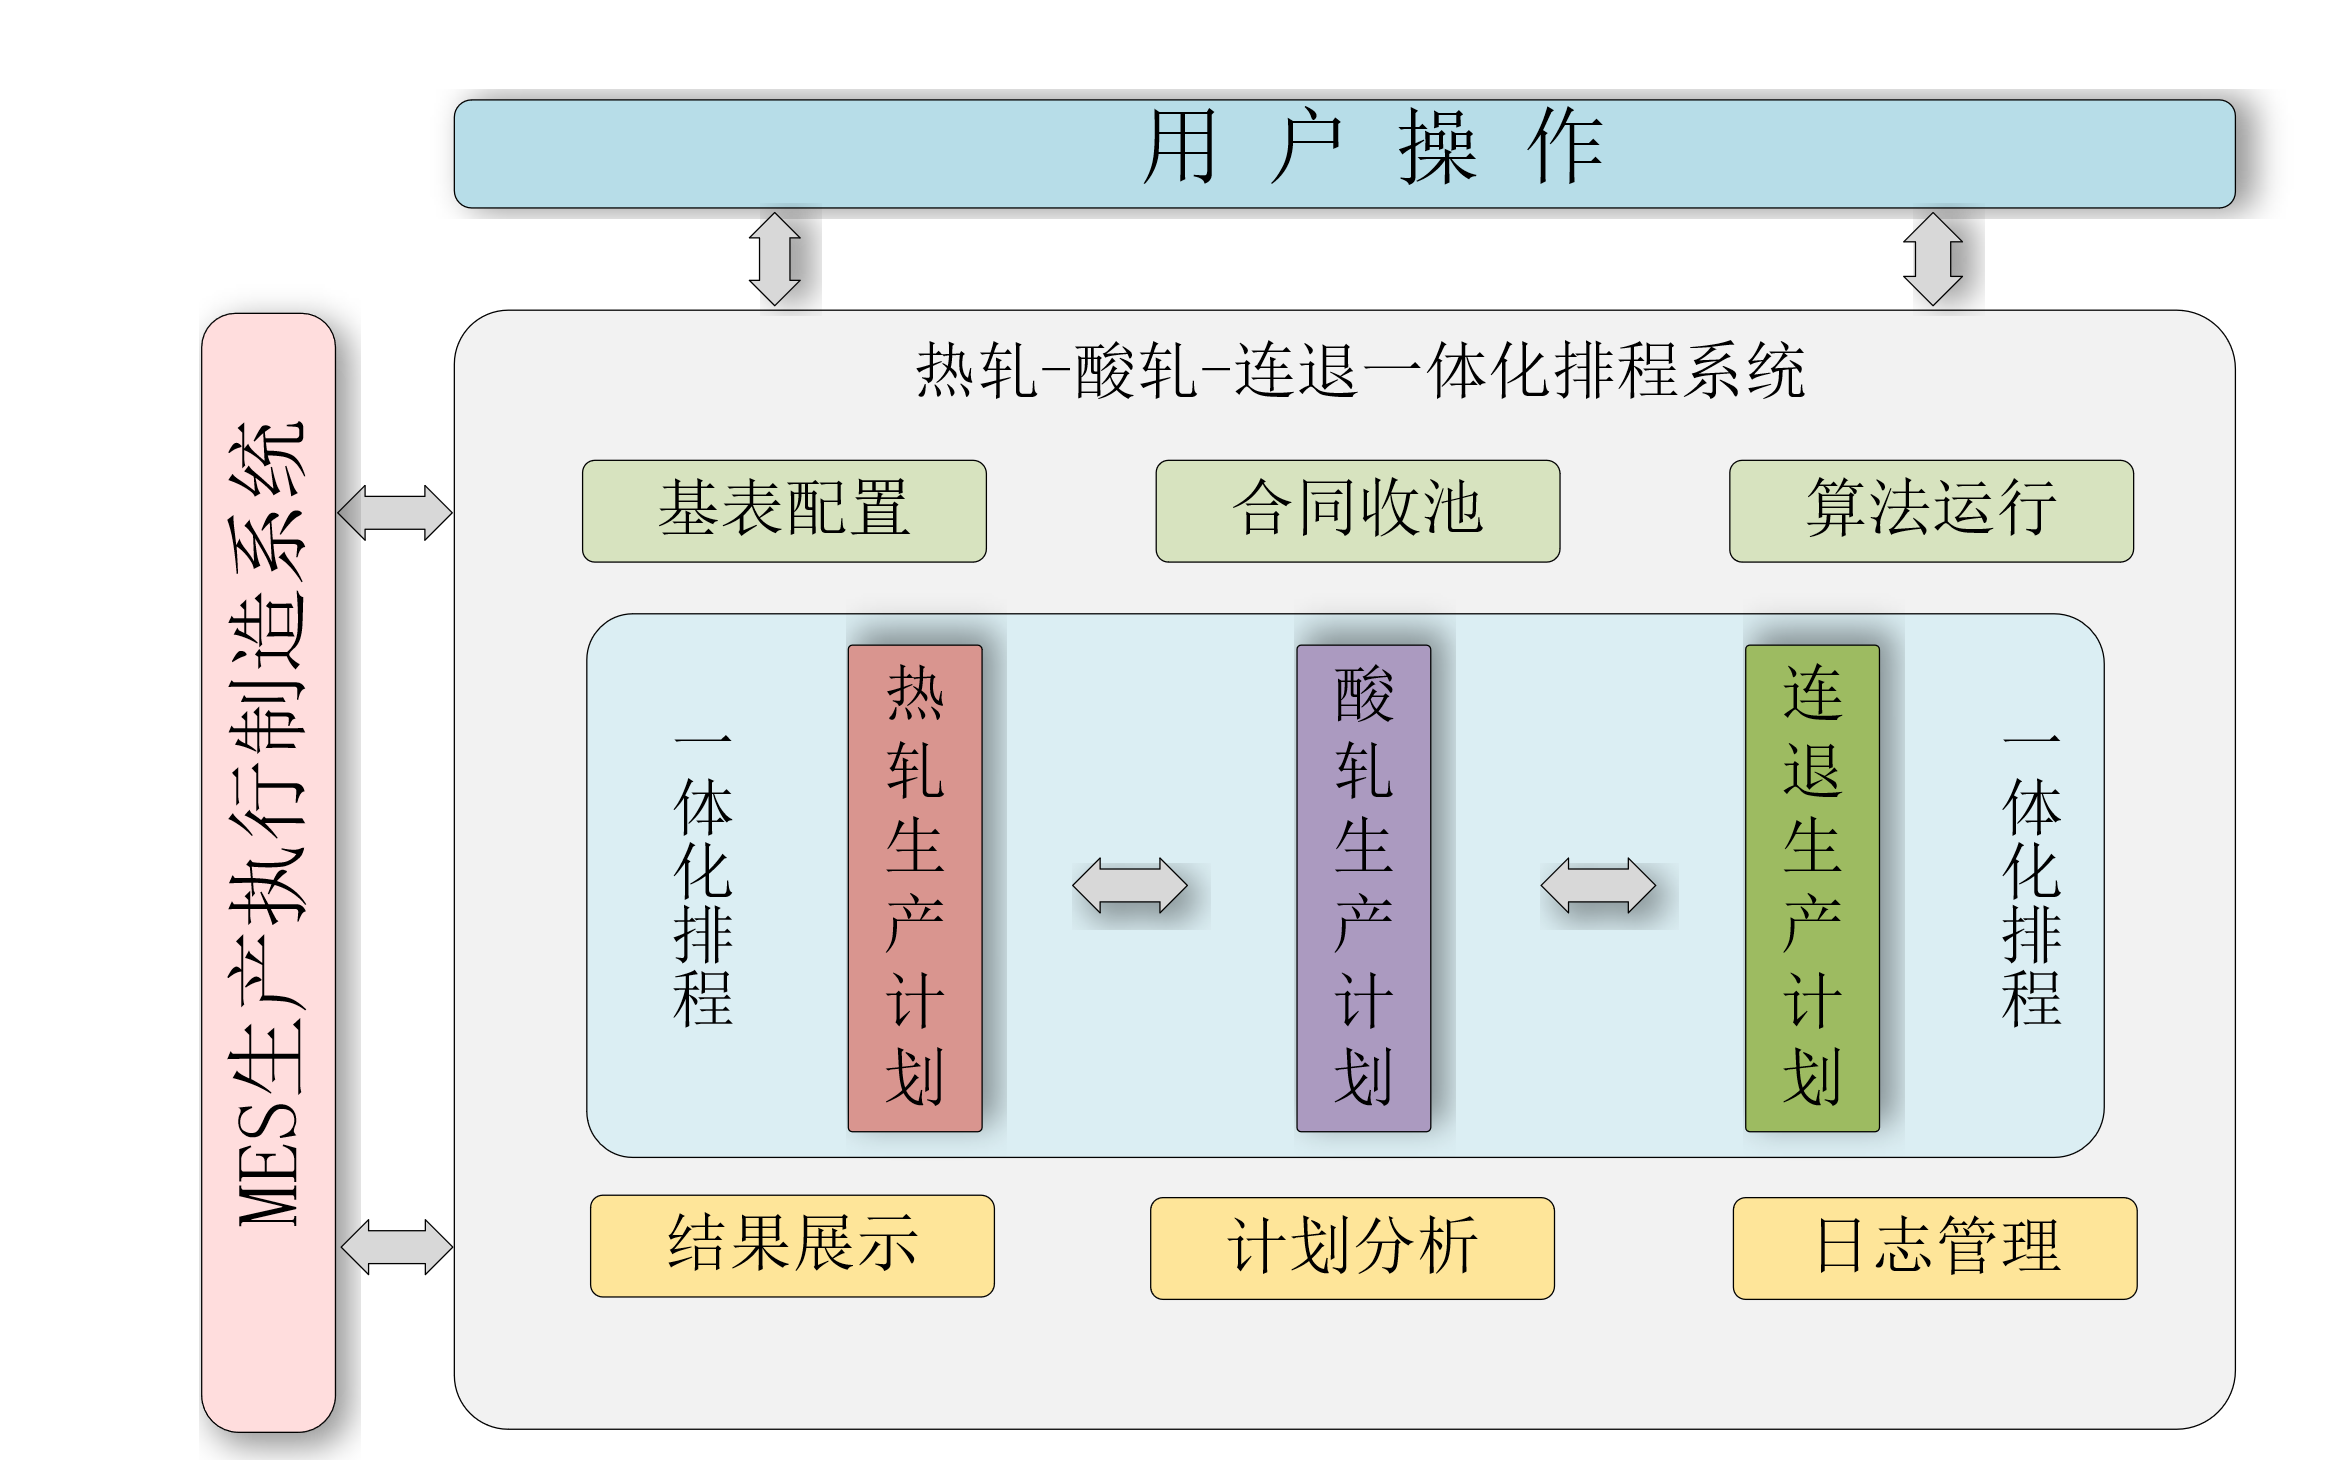 用户操作
MES生产执行制造系统
热轧-酸轧-连退一体化排程系统
基表配置
合同收池
算法运行
一体化排程
热轧生产计划
酸轧生产计划
连退生产计划
一体化排程
结果展示
计划分析
日志管理